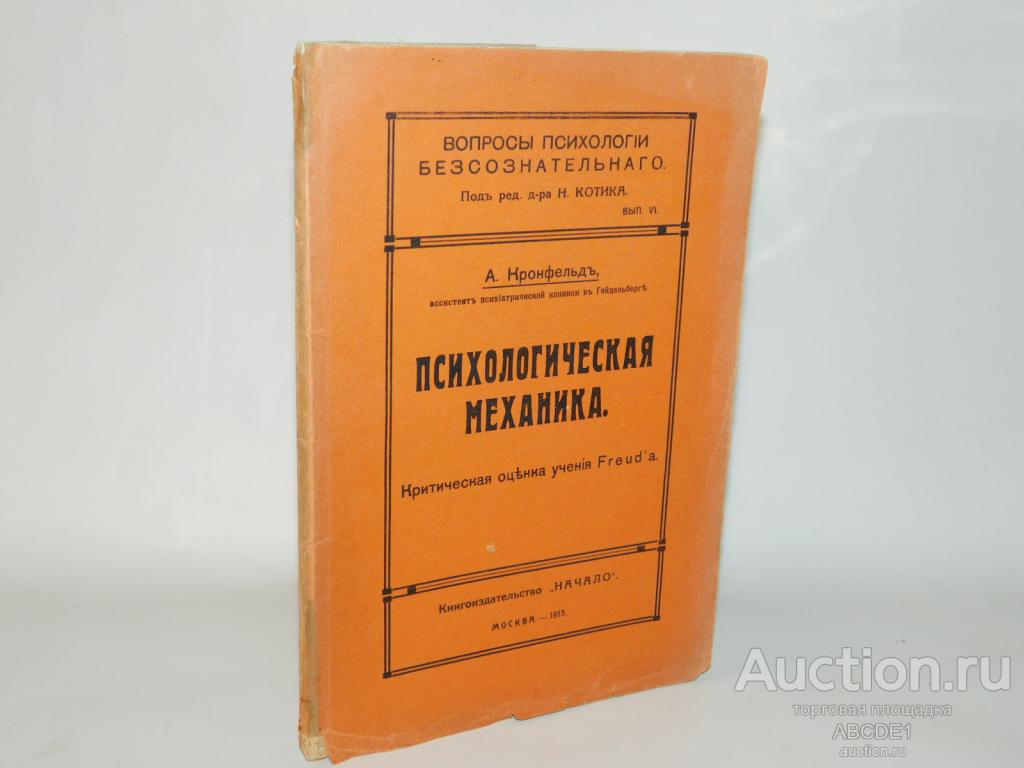 ВОПРОСЫ ПСИХОЛОГІИ
БЕЗСОЗНАТЕЛЬНАГО.
Подъ ред. д-ра Н. КОТИКА.
ВЫП. VI.
А. Кронфельдъ,
ассистентъ психіатрической клиники въ Гейдельбергѣ.
ПСИХОЛОГИЧЕСКАЯ
МЕХАНИКА.
Критическая оцѣнка ученія Freud'а.
Книгоиздательство „НАЧАЛО".
МОСКВА — 1913.
Auction.ru
торговая площадка
ABCDE1
auction.ru